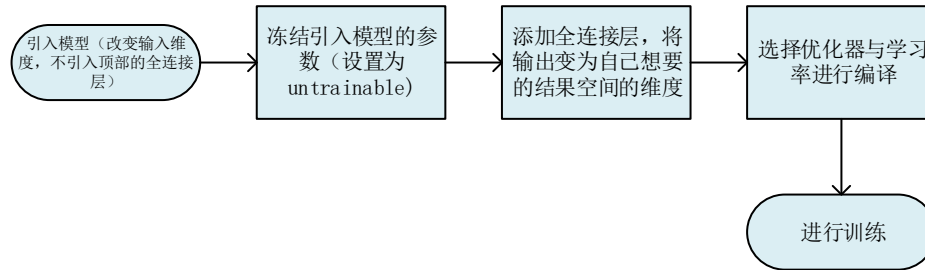 引入模型（改变输入维
度，不引入顶部的全连接
层）
冻结引入模型的参
数（设置为
untrainable）
添加全连接层，将
输出变为自己想要
的结果空间的维度
选择优化器与学习
率进行编译
进行训练